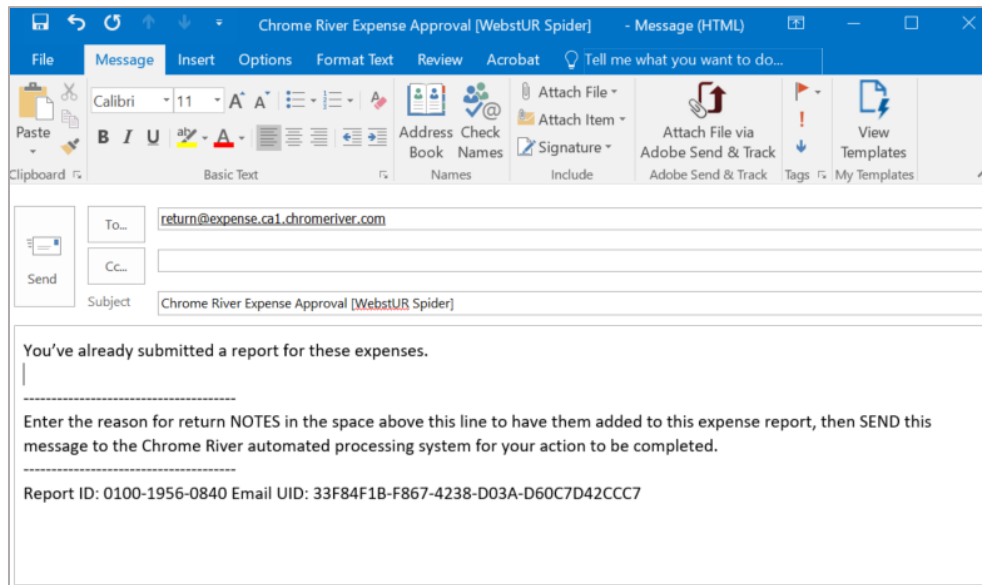 Chrome River Expense Approval [WebstUR Spider] - Message (HTML)
File Message Insert Options Format Text Review Acrobat Tell me what you want to do...
Calibri 11 A A
Paste B I U ab A Address Book Check Names
Attach File
Attach Item
Signature
Attach File via Adobe Send & Track
View Templates
Clipboard Basic Text Names Include Adobe Send & Track Tags My Templates
To... return@expense.ca1.chromeriver.com
Cc...
Send
Subject Chrome River Expense Approval [WebstUR Spider]
You've already submitted a report for these expenses.
--------------------------------------
Enter the reason for return NOTES in the space above this line to have them added to this expense report, then SEND this
message to the Chrome River automated processing system for your action to be completed.
--------------------------------------
Report ID: 0100-1956-0840 Email UID: 33F84F1B-F867-4238-D03A-D60C7D42CCC7